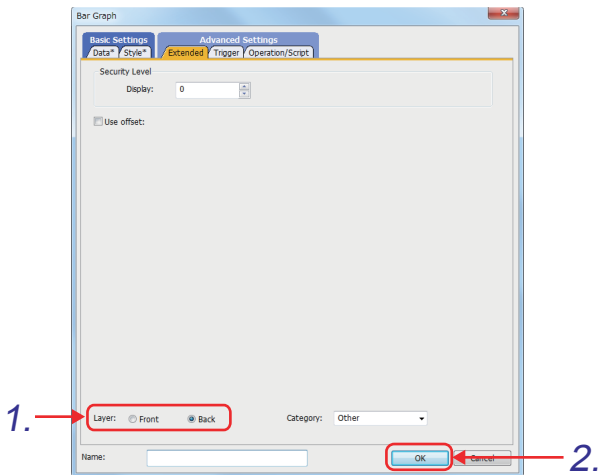 Bar Graph
Basic Settings Advanced Settings
Data* Style* Extended Trigger Operation/Script
Security Level
Display: 0
Use offset:
1. Layer: Front Back Category: Other
Name: OK Cancel 2.